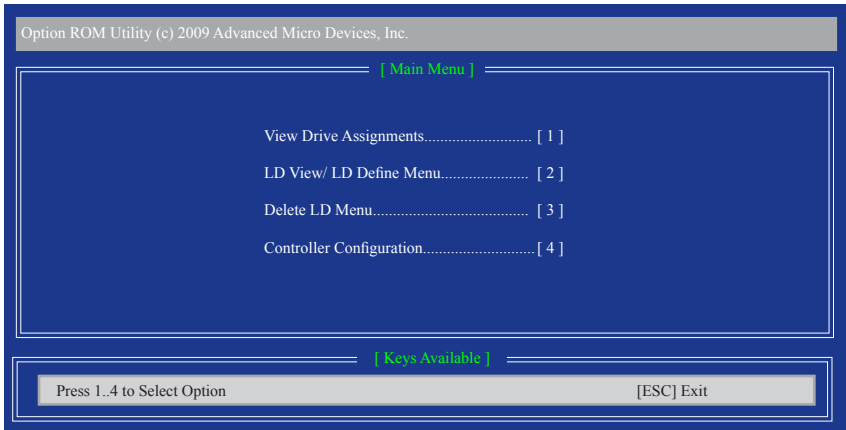 Option ROM Utility (c) 2009 Advanced Micro Devices, Inc.
[ Main Menu ]
View Drive Assignments........................... [ 1 ]
LD View/ LD Define Menu...................... [ 2 ]
Delete LD Menu....................................... [ 3 ]
Controller Configuration............................[ 4 ]
[ Keys Available ]
Press 1..4 to Select Option [ESC] Exit